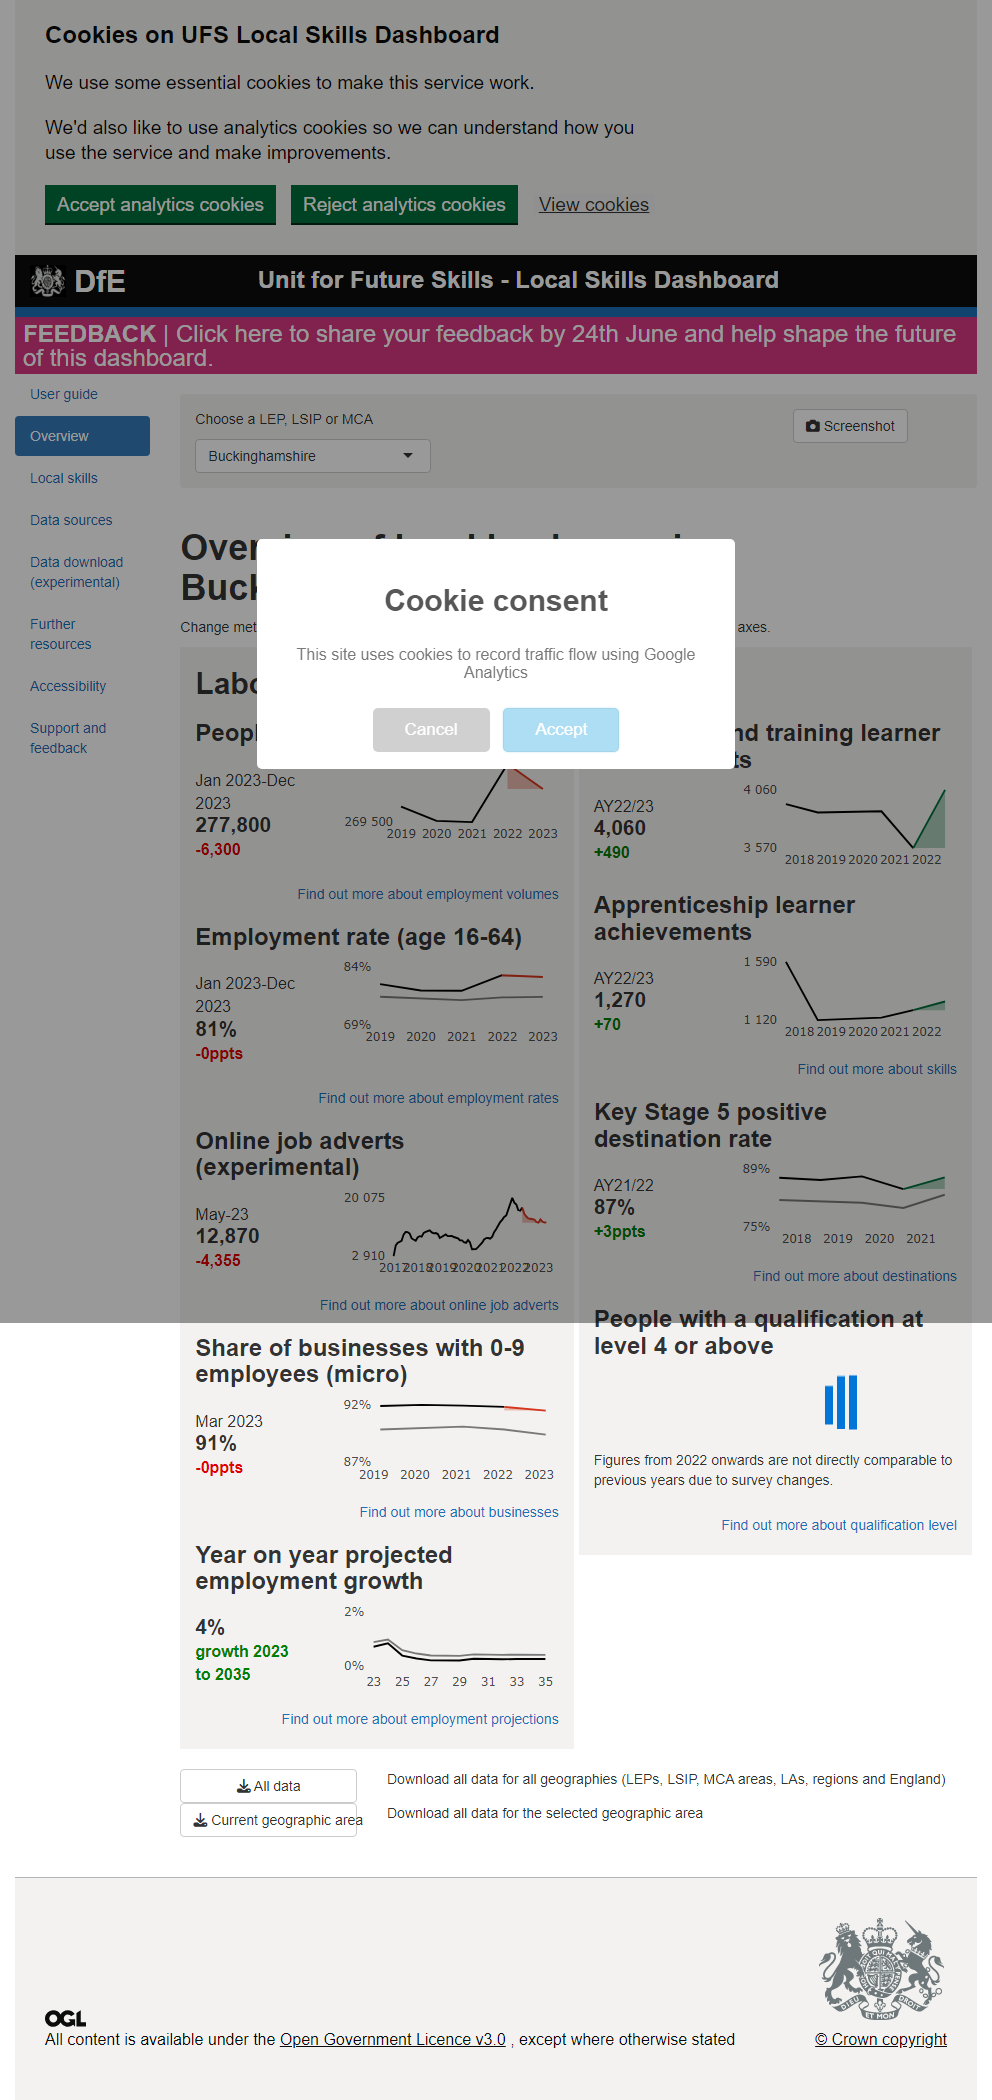 Cookies on UFS Local Skills Dashboard
We use some essential cookies to make this service work.
We'd also like to use analytics cookies so we can understand how you
use the service and make improvements.
Accept analytics cookies
Reject analytics cookies
View cookies
DfE
Unit for Future Skills - Local Skills Dashboard
FEEDBACK | Click here to share your feedback by 24th June and help shape the future
of this dashboard.
User guide
Overview
Local skills
Data sources
Data download
(experimental)
Further
resources
Accessibility
Support and
feedback
Choose a LEP, LSIP or MCA
Buckinghamshire
Screenshot
Change
axes.
Cookie consent
This site uses cookies to record traffic flow using Google
Analytics
Cancel
Accept
Jan 2023-Dec
2023
277,800
-6,300
269 500
2019 2020 2021 2022 2023
Find out more about employment volumes
Employment rate (age 16-64)
Jan 2023-Dec
2023
81%
-0ppts
84%
69%
2019 2020 2021 2022 2023
Find out more about employment rates
Online job adverts
(experimental)
May-23
12,870
-4,355
20 075
2 910
2017 2018 2019 2020 2021 2022 2023
Find out more about online job adverts
Share of businesses with 0-9
employees (micro)
Mar 2023
91%
-0ppts
92%
87%
2019 2020 2021 2022 2023
Find out more about businesses
Year on year projected
employment growth
4%
growth 2023
to 2035
2%
0%
23 25 27 29 31 33 35
Find out more about employment projections
training learner
AY22/23
4,060
+490
4 060
3 570
2018 2019 2020 2021 2022
Apprenticeship learner
achievements
AY22/23
1,270
+70
1 590
1 120
2018 2019 2020 2021 2022
Find out more about skills
Key Stage 5 positive
destination rate
AY21/22
87%
+3ppts
89%
75%
2018 2019 2020 2021
Find out more about destinations
People with a qualification at
level 4 or above
Figures from 2022 onwards are not directly comparable to
previous years due to survey changes.
Find out more about qualification level
All data
Download all data for all geographies (LEPs, LSIP, MCA areas, LAs, regions and England)
Current geographic area
Download all data for the selected geographic area
OGL
All content is available under the Open Government Licence v3.0 , except where otherwise stated
© Crown copyright